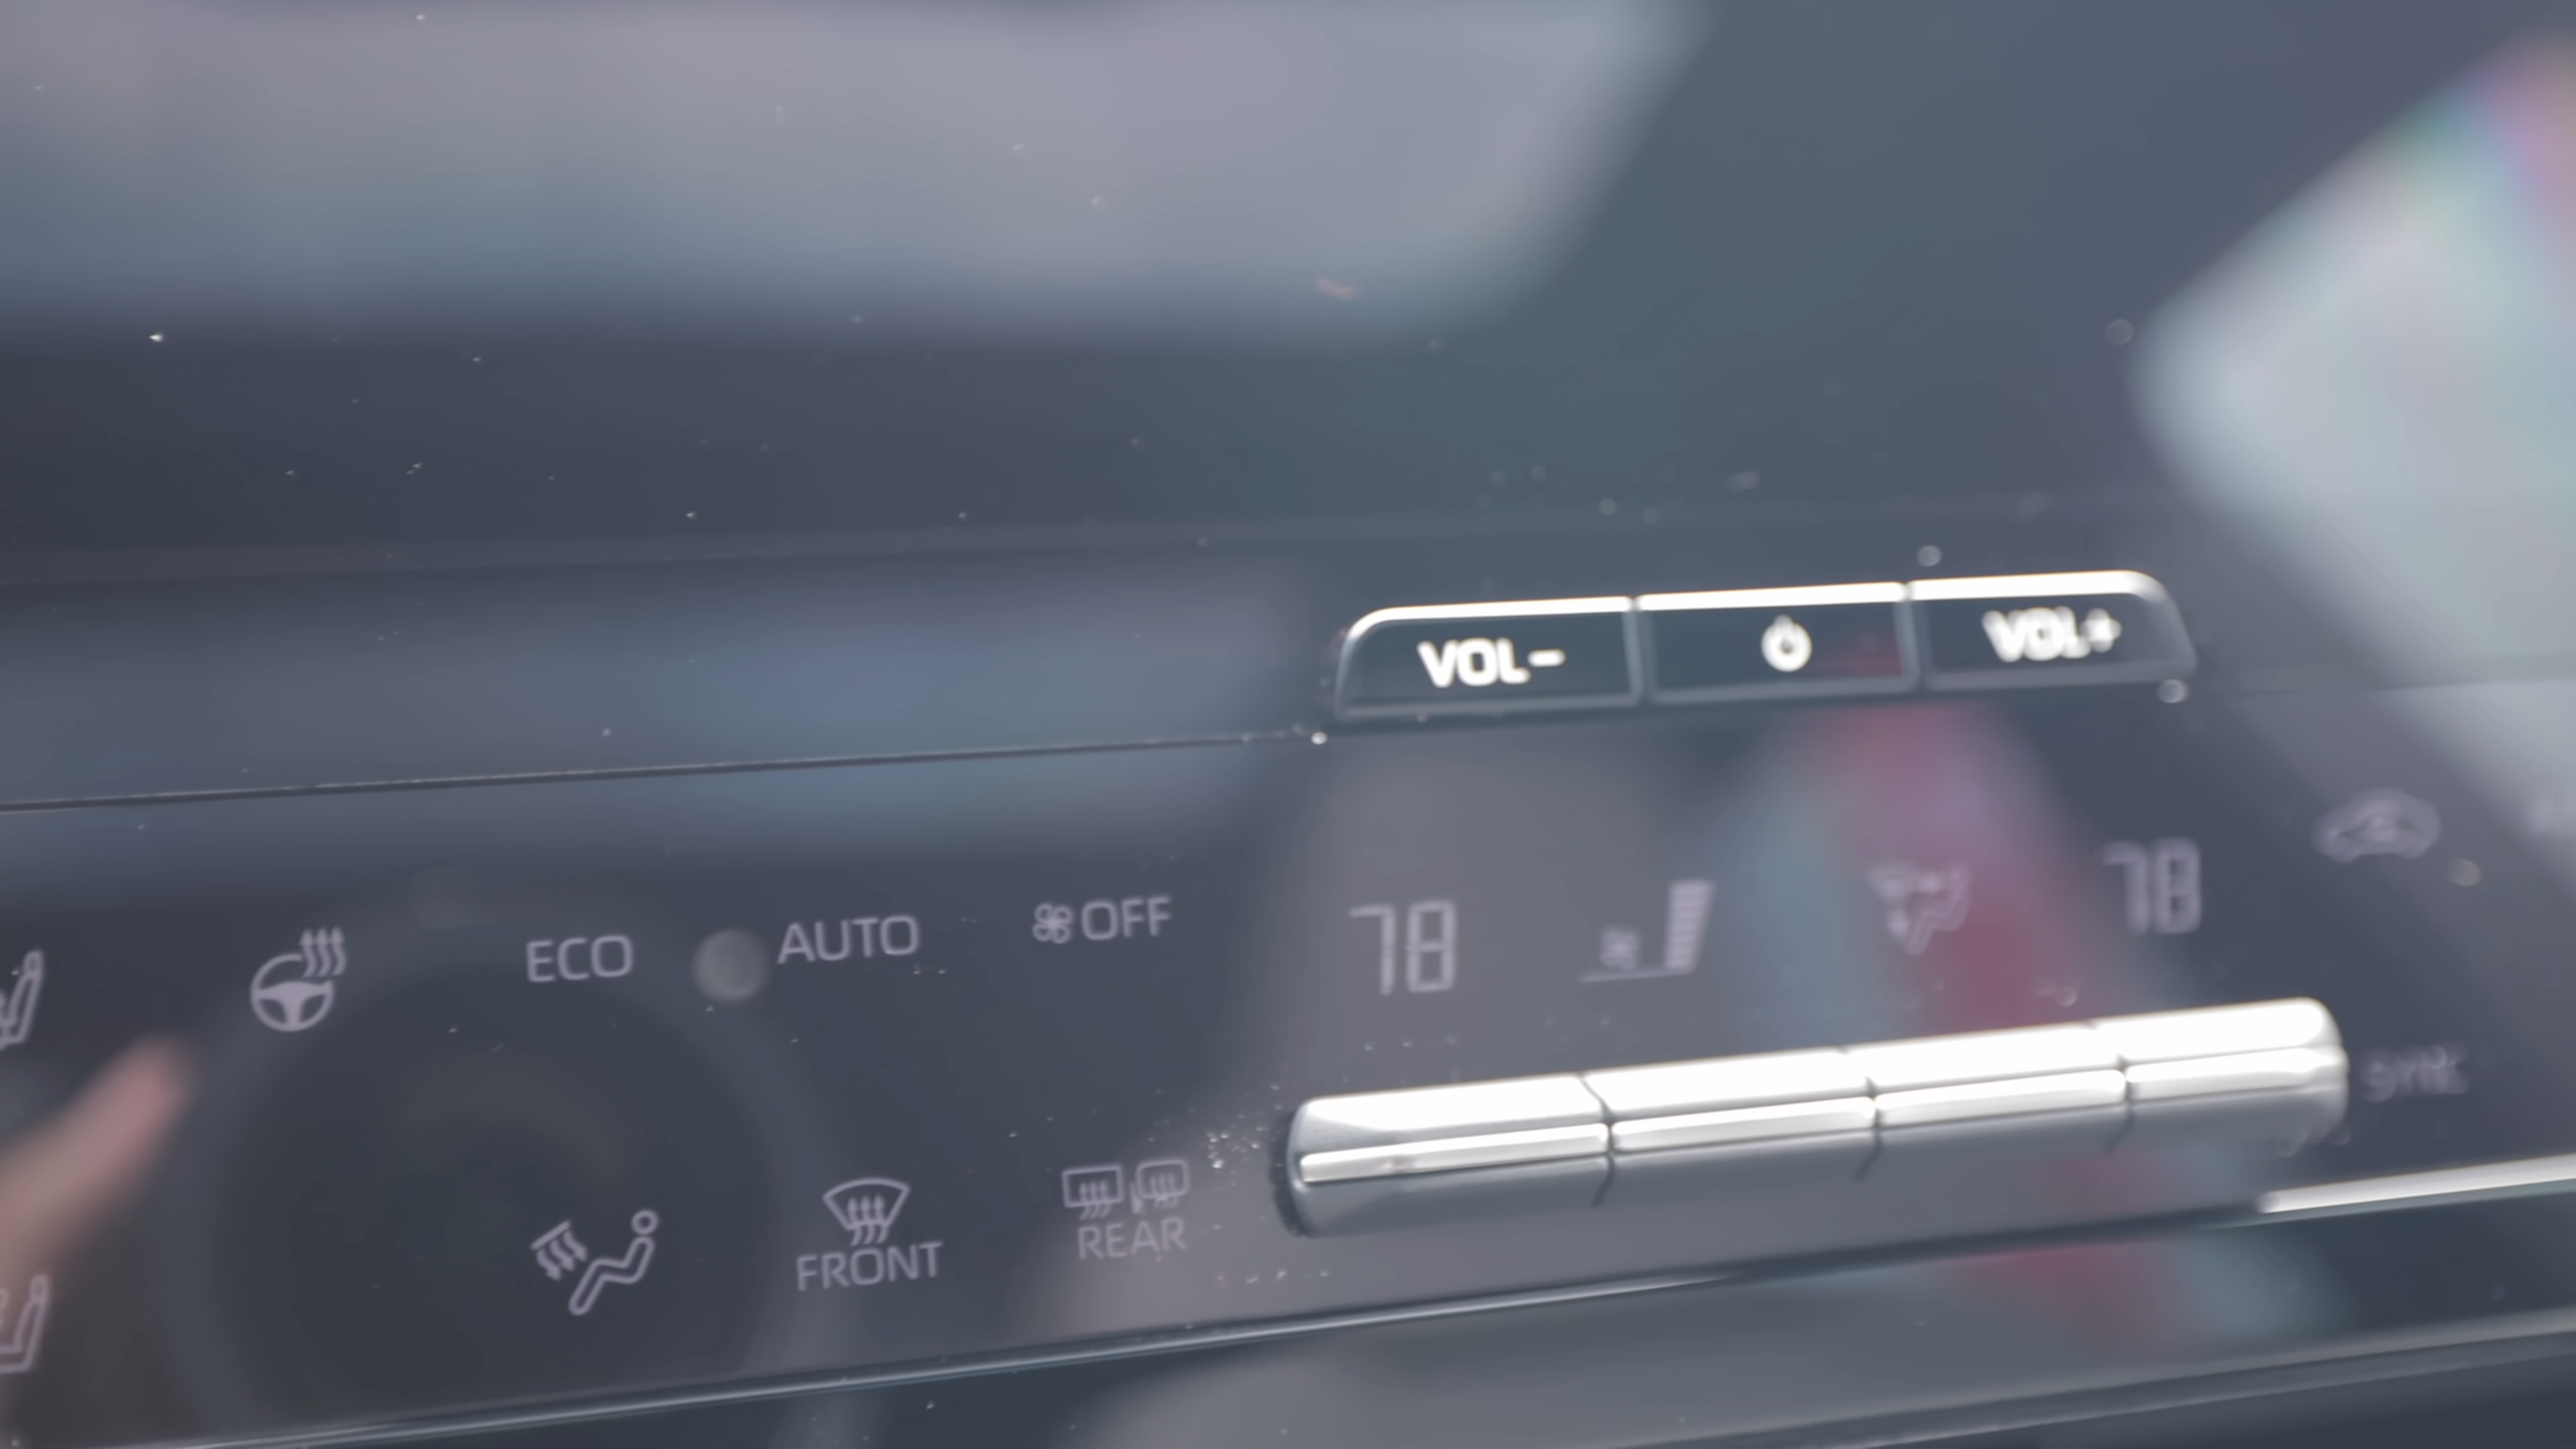 VOL- VOL+
ECO AUTO OFF 78 78
SYNC
FRONT REAR